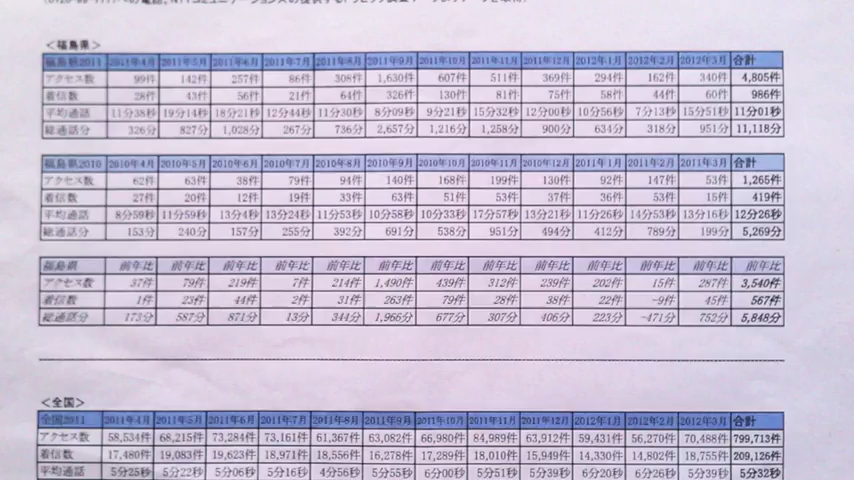 ＜福島県＞
福島県2011 2011年4月 2011年5月 2011年6月 2011年7月 2011年8月 2011年9月 2011年10月 2011年11月 2011年12月 2012年1月 2012年2月 2012年3月 合計
アクセス数 99件 142件 257件 86件 308件 1,630件 607件 511件 369件 294件 162件 340件 4,805件
着信数 28件 43件 56件 21件 64件 326件 130件 81件 75件 58件 44件 60件 986件
平均通話 11分38秒 19分14秒 18分21秒 12分44秒 11分30秒 8分09秒 9分21秒 15分32秒 12分00秒 10分56秒 7分13秒 15分51秒 11分01秒
総通話分 326分 827分 1,028分 267分 736分 2,657分 1,216分 1,258分 900分 634分 318分 951分 11,118分
福島県2010 2010年4月 2010年5月 2010年6月 2010年7月 2010年8月 2010年9月 2010年10月 2010年11月 2010年12月 2011年1月 2011年2月 2011年3月 合計
アクセス数 62件 63件 38件 79件 94件 140件 168件 199件 130件 92件 147件 53件 1,265件
着信数 27件 20件 12件 19件 33件 63件 51件 53件 37件 36件 53件 15件 419件
平均通話 8分59秒 11分59秒 13分4秒 13分24秒 11分53秒 10分58秒 10分33秒 17分57秒 13分21秒 11分26秒 14分53秒 13分16秒 12分26秒
総通話分 153分 240分 157分 255分 392分 691分 538分 951分 494分 412分 789分 199分 5,269分
福島県 前年比 前年比 前年比 前年比 前年比 前年比 前年比 前年比 前年比 前年比 前年比 前年比 前年比
アクセス数 37件 79件 219件 7件 214件 1,490件 439件 312件 239件 202件 15件 287件 3,540件
着信数 1件 23件 44件 2件 31件 263件 79件 28件 38件 22件 -9件 45件 567件
総通話分 173分 587分 871分 13分 344分 1,966分 677分 307分 406分 223分 -471分 752分 5,848分
＜全国＞
全国2011 2011年4月 2011年5月 2011年6月 2011年7月 2011年8月 2011年9月 2011年10月 2011年11月 2011年12月 2012年1月 2012年2月 2012年3月 合計
アクセス数 58,534件 68,215件 73,284件 73,161件 61,367件 63,082件 66,980件 84,989件 63,912件 59,431件 56,270件 70,488件 799,713件
着信数 17,480件 19,083件 19,623件 18,971件 18,556件 16,278件 17,289件 18,010件 15,949件 14,330件 14,802件 18,755件 209,126件
平均通話 5分25秒 5分22秒 5分06秒 5分16秒 4分56秒 5分55秒 6分00秒 5分51秒 5分39秒 6分20秒 6分26秒 5分39秒 5分32秒